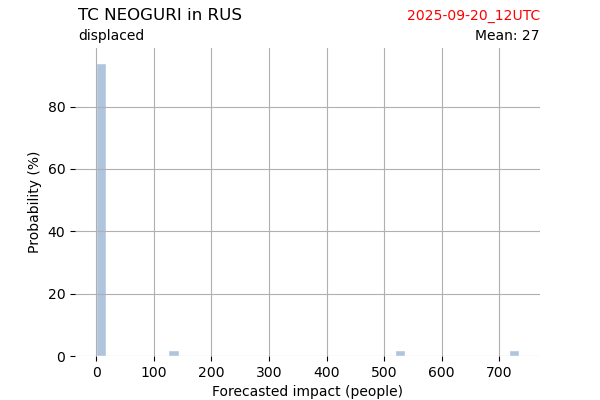 TC NEOGURI in RUS
2025-09-20_12UTC
displaced
Mean: 27
Probability (%)
80
60
40
20
0
0 100 200 300 400 500 600 700
Forecasted impact (people)